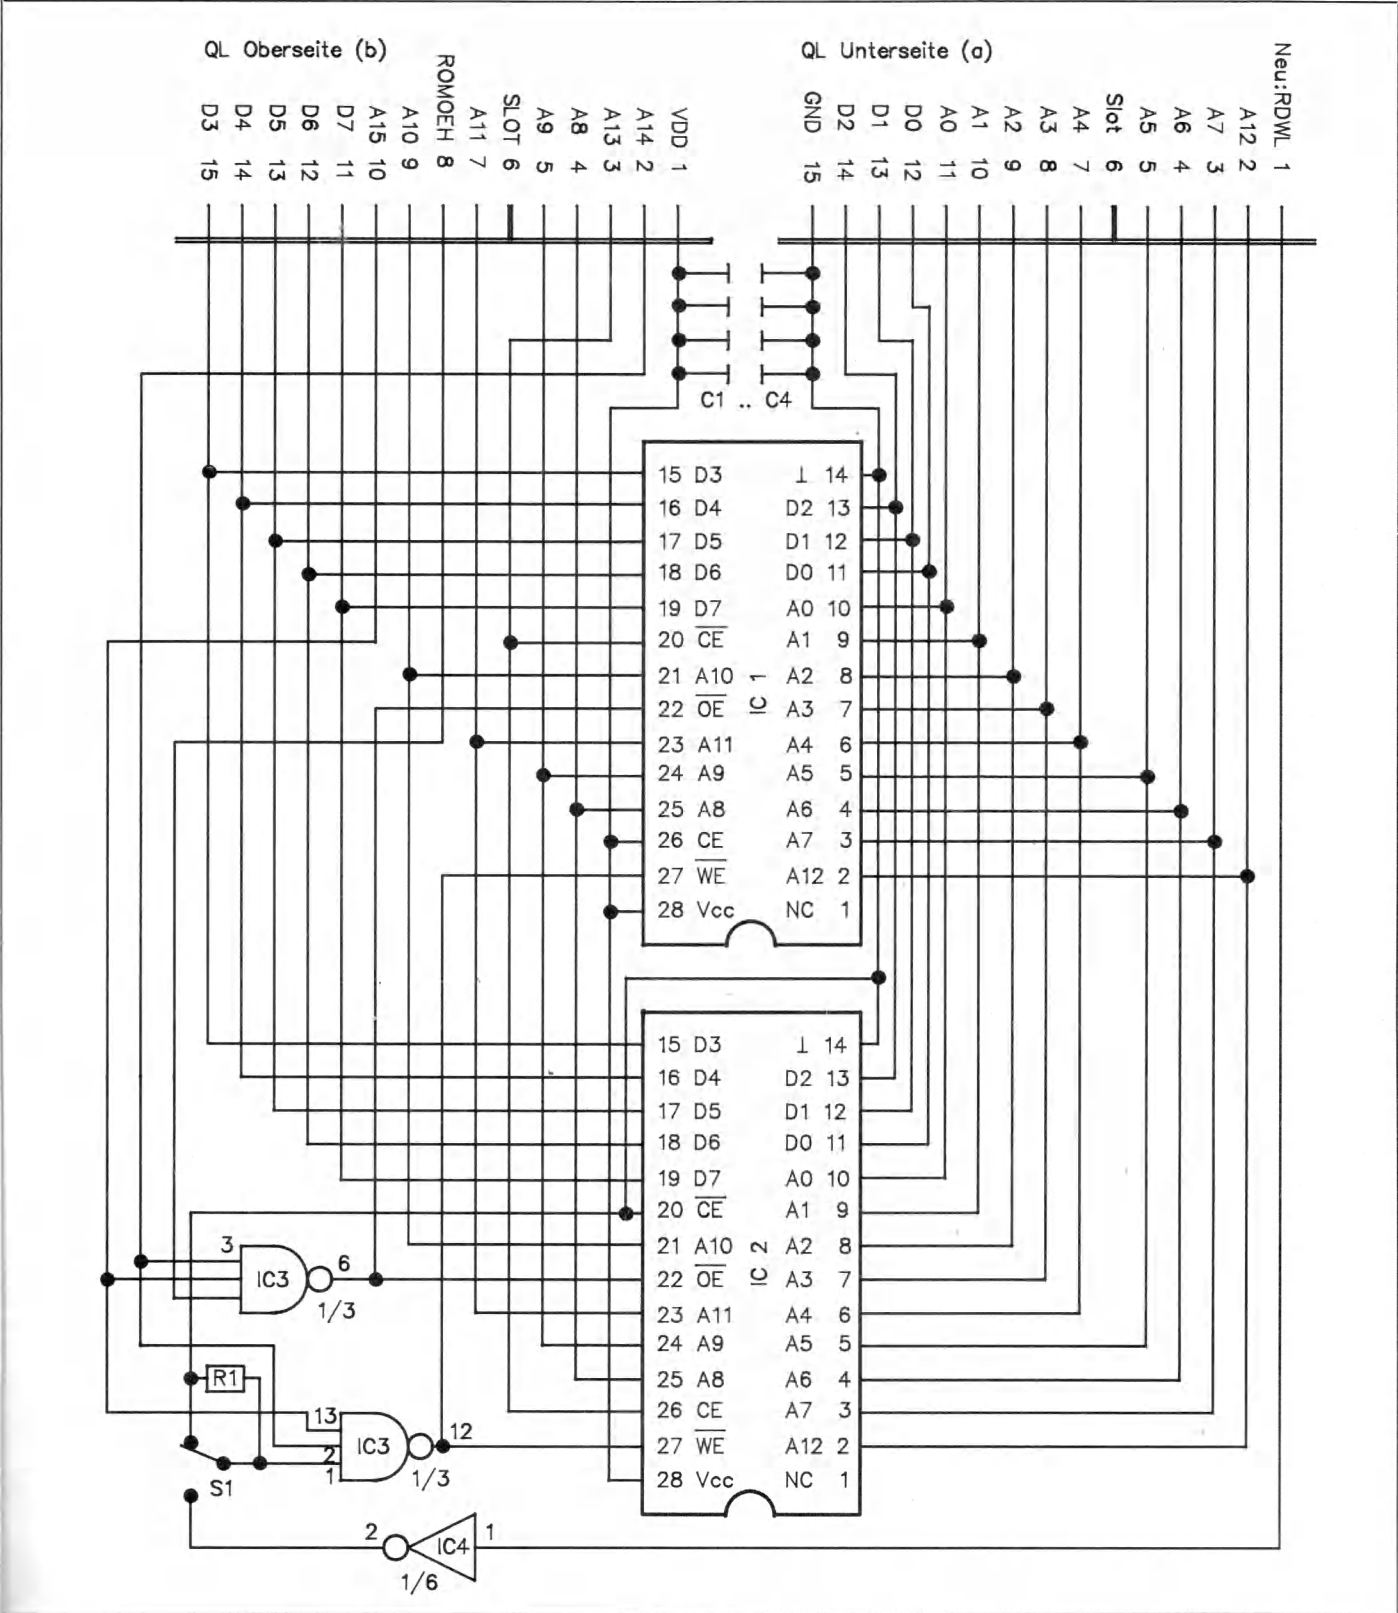 QL Oberseite (b)
QL Unterseite (a)
D3 15
D4 14
D5 13
D6 12
D7 11
A15 10
A10 9
ROMOEH 8
A11 7
SLOT 6
A9 5
A8 4
A13 3
A14 2
VDD 1
GND 15
D2 14
D1 13
D0 12
A0 11
A1 10
A2 9
A3 8
A4 7
Slot 6
A5 5
A6 4
A7 3
A12 2
Neu:RDWL 1
C1 .. C4
15 D3 ⊥ 14
16 D4 D2 13
17 D5 D1 12
18 D6 D0 11
19 D7 A0 10
20 C̅E̅ A1 9
21 A10 A2 8
IC 1
22 O̅E̅ A3 7
23 A11 A4 6
24 A9 A5 5
25 A8 A6 4
26 CE A7 3
27 W̅E̅ A12 2
28 Vcc NC 1
15 D3 ⊥ 14
16 D4 D2 13
17 D5 D1 12
18 D6 D0 11
19 D7 A0 10
20 C̅E̅ A1 9
21 A10 A2 8
IC 2
22 O̅E̅ A3 7
23 A11 A4 6
24 A9 A5 5
25 A8 A6 4
26 CE A7 3
27 W̅E̅ A12 2
28 Vcc NC 1
3
IC3
6
1/3
R1
13
2
1
IC3
12
1/3
S1
2
IC4
1
1/6